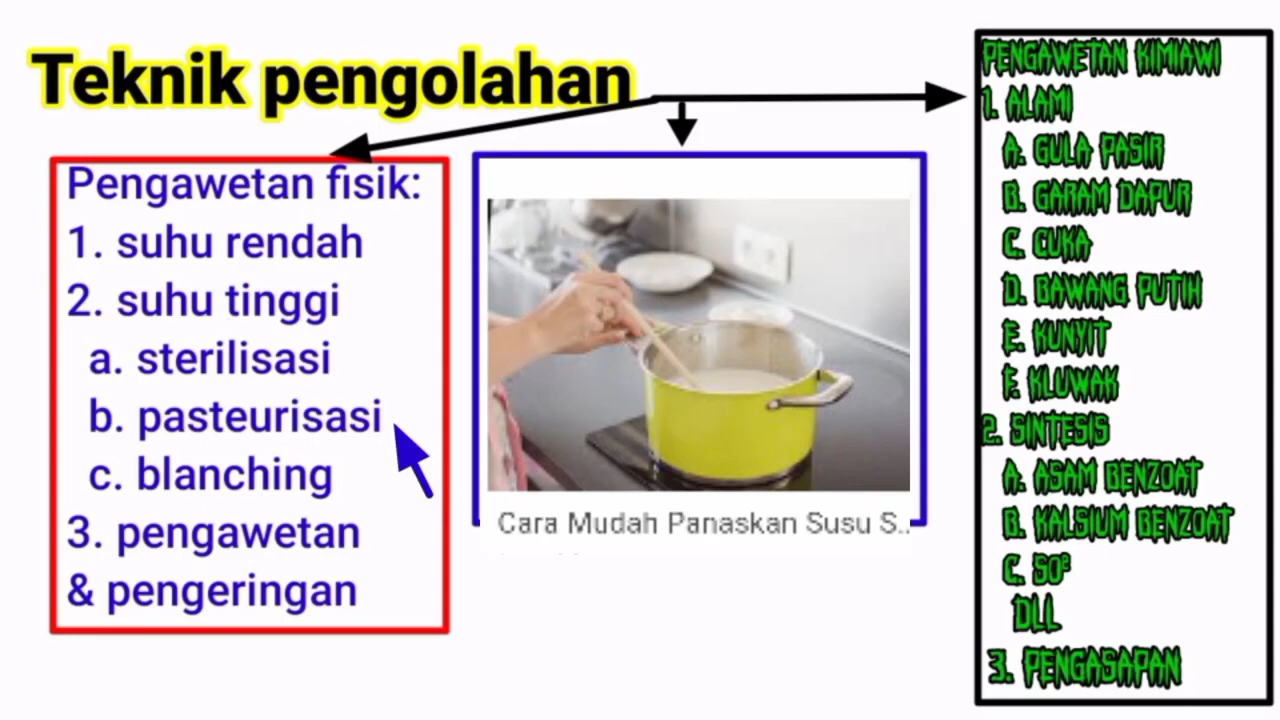 Teknik pengolahan
Pengawetan fisik:
1. suhu rendah
2. suhu tinggi
a. sterilisasi
b. pasteurisasi
c. blanching
3. pengawetan
& pengeringan
Cara Mudah Panaskan Susu S..
PENGAWETAN KIMIAWI
1. ALAMI
A. GULA PASIR
B. GARAM DAPUR
C. CUKA
D. BAWANG PUTIH
E. KUNYIT
F. KLUWAK
2. SINTESIS
A. ASAM BENZOAT
B. KALSIUM BENZOAT
C. SO²
DLL
3. PENGASAPAN